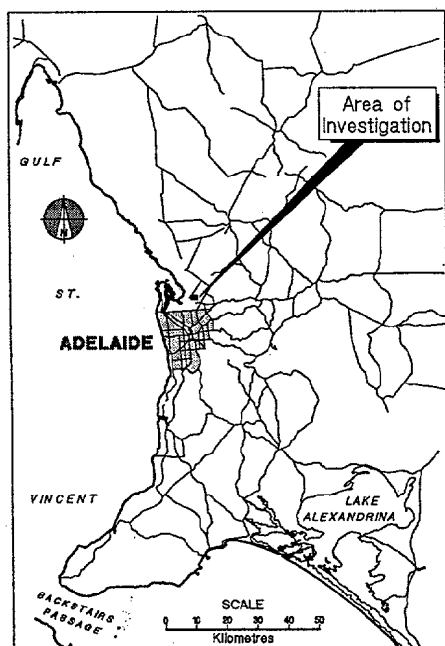 Area of
Investigation
GULF
N
ST.
ADELAIDE
VINCENT
LAKE
ALEXANDRINA
BACKSTAIRS
PASSAGE
SCALE
10 0 10 20 30 40 50
Kilometres